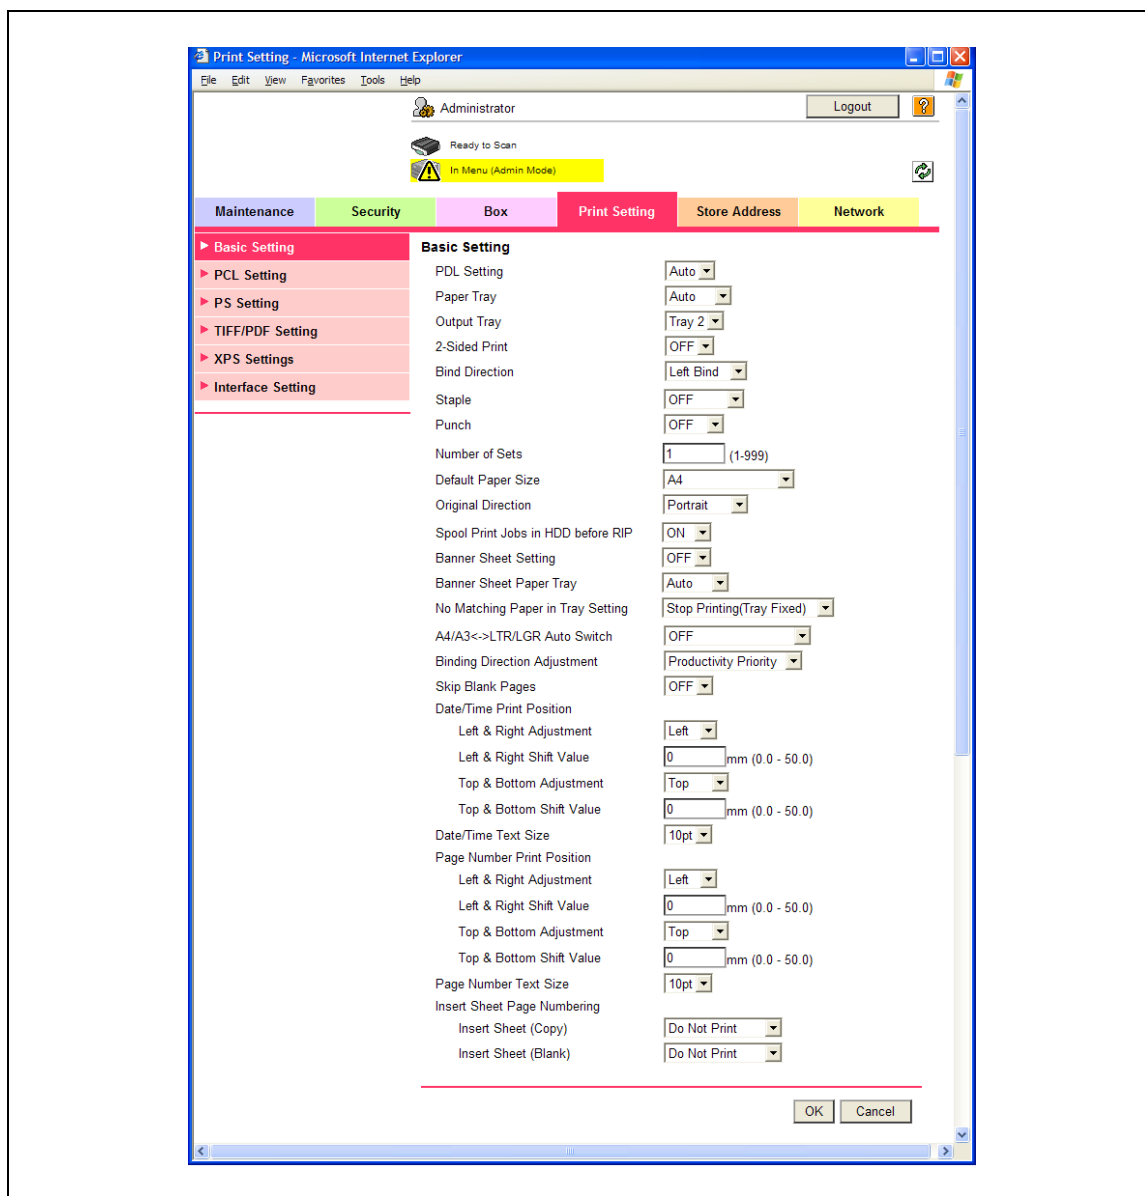 Print Setting - Microsoft Internet Explorer
File Edit View Favorites Tools Help
Administrator Logout ?
Ready to Scan
In Menu (Admin Mode)
Maintenance Security Box Print Setting Store Address Network
Basic Setting
PCL Setting
PS Setting
TIFF/PDF Setting
XPS Settings
Interface Setting
Basic Setting
PDL Setting Auto
Paper Tray Auto
Output Tray Tray 2
2-Sided Print OFF
Bind Direction Left Bind
Staple OFF
Punch OFF
Number of Sets 1 (1-999)
Default Paper Size A4
Original Direction Portrait
Spool Print Jobs in HDD before RIP ON
Banner Sheet Setting OFF
Banner Sheet Paper Tray Auto
No Matching Paper in Tray Setting Stop Printing(Tray Fixed)
A4/A3<->LTR/LGR Auto Switch OFF
Binding Direction Adjustment Productivity Priority
Skip Blank Pages OFF
Date/Time Print Position
Left & Right Adjustment Left
Left & Right Shift Value 0 mm (0.0 - 50.0)
Top & Bottom Adjustment Top
Top & Bottom Shift Value 0 mm (0.0 - 50.0)
Date/Time Text Size 10pt
Page Number Print Position
Left & Right Adjustment Left
Left & Right Shift Value 0 mm (0.0 - 50.0)
Top & Bottom Adjustment Top
Top & Bottom Shift Value 0 mm (0.0 - 50.0)
Page Number Text Size 10pt
Insert Sheet Page Numbering
Insert Sheet (Copy) Do Not Print
Insert Sheet (Blank) Do Not Print
OK Cancel